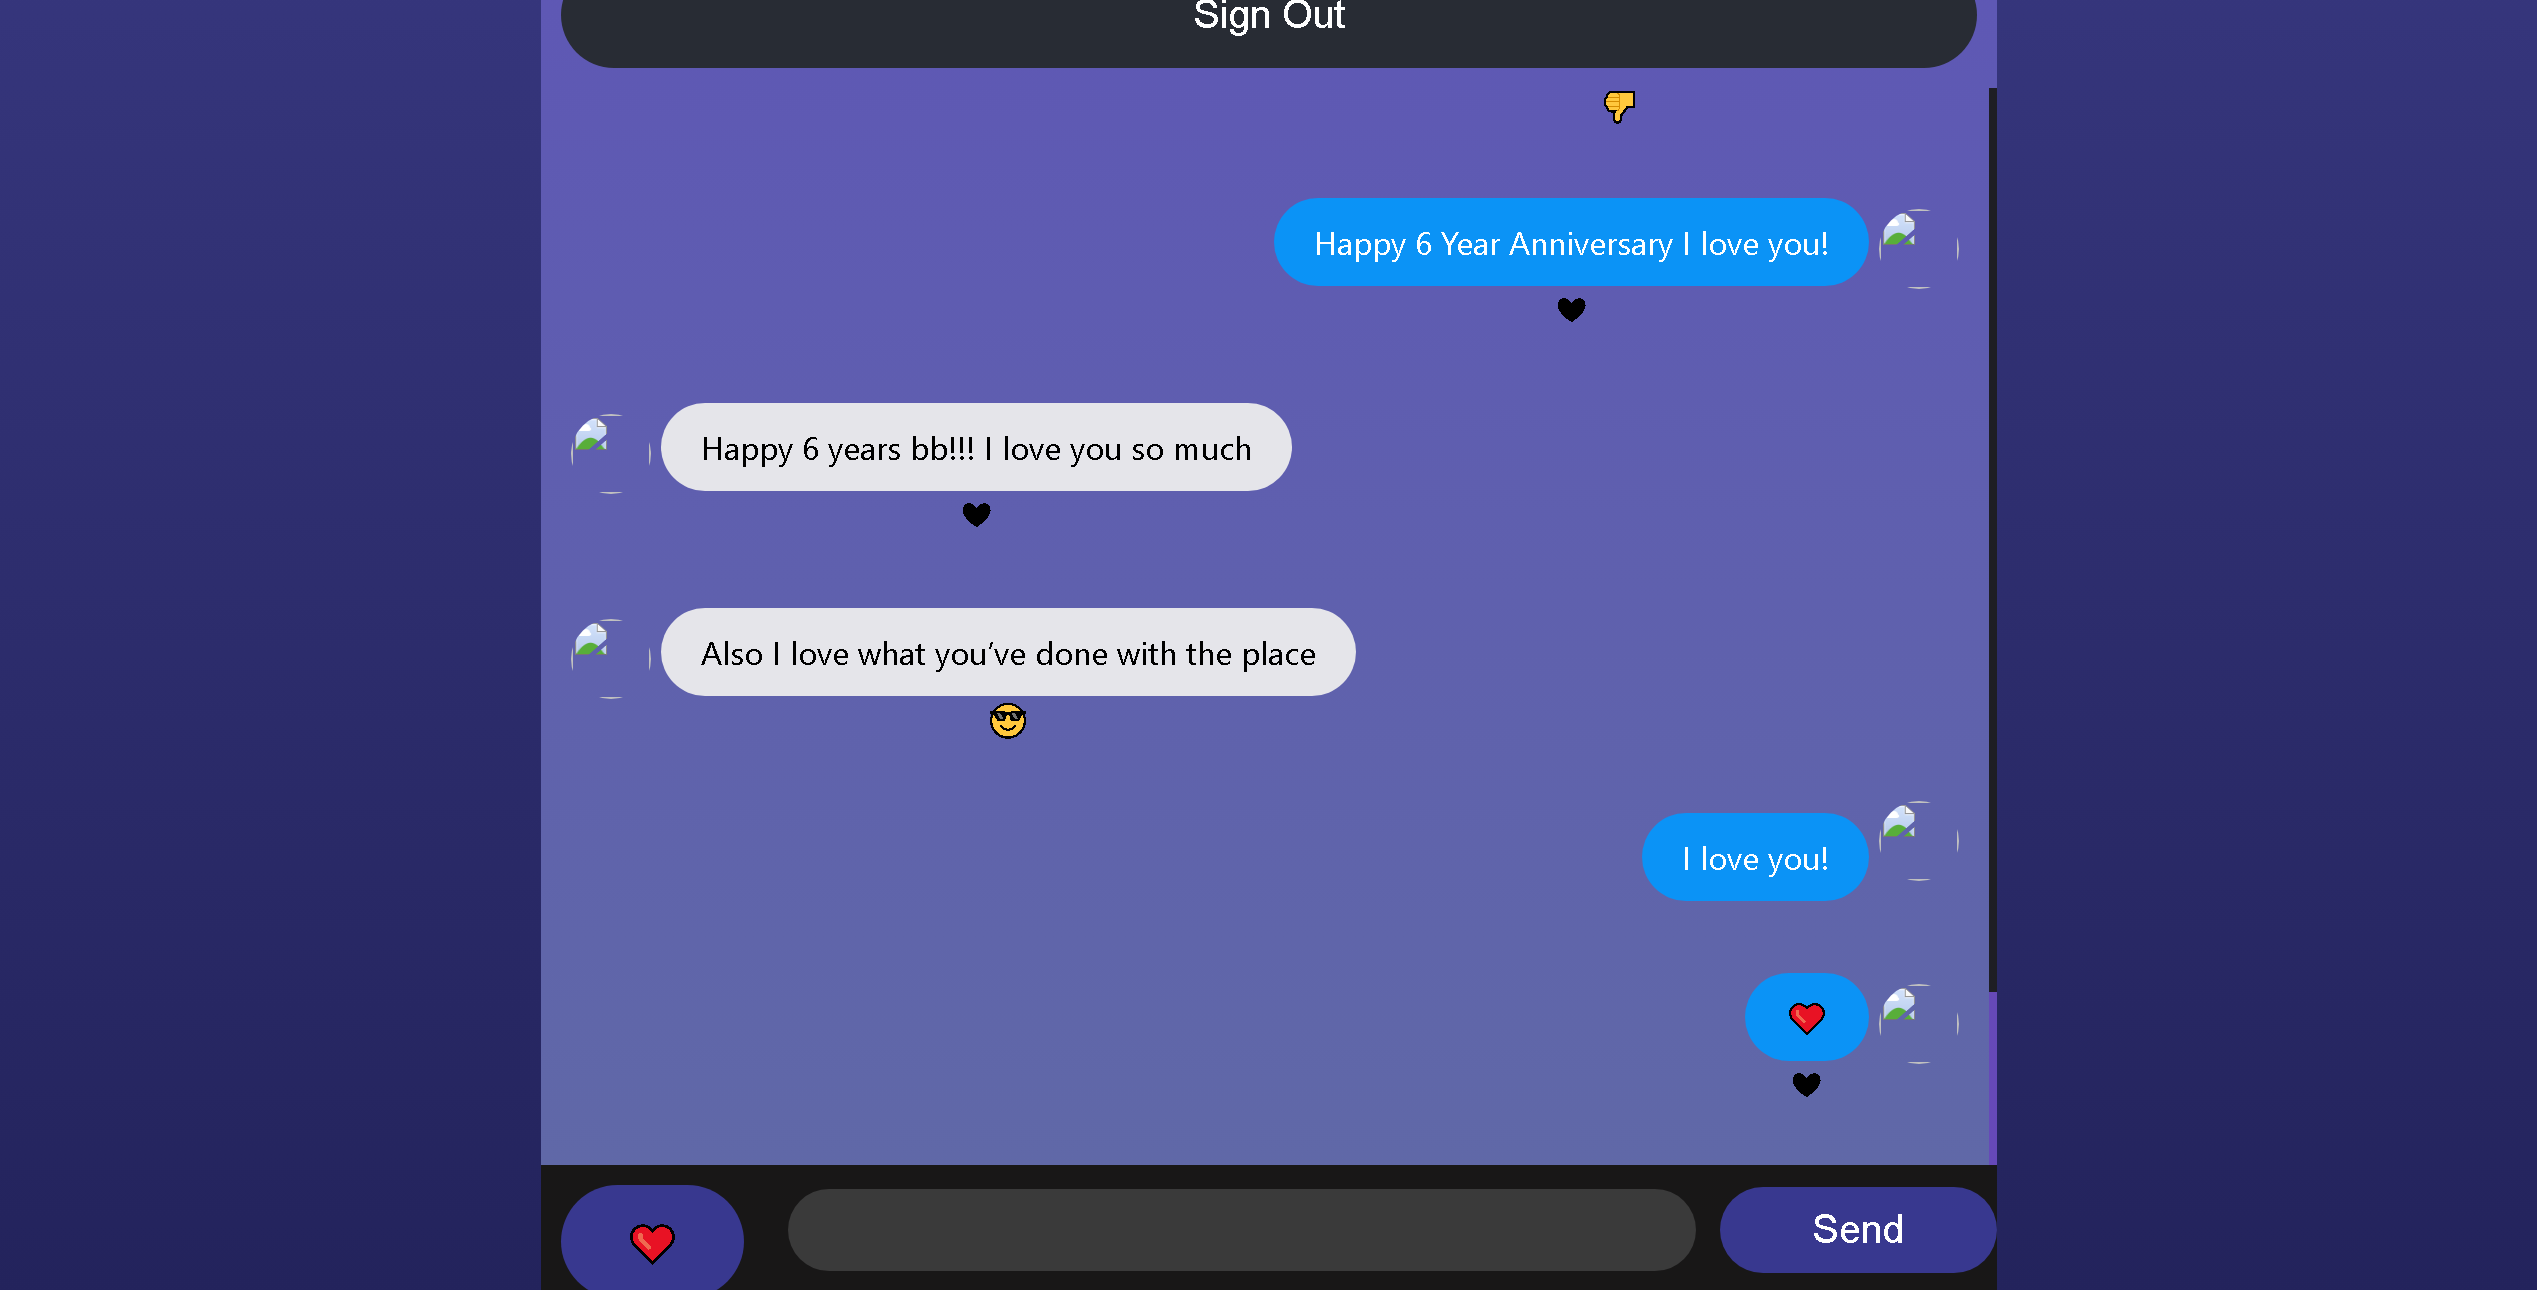 Sign Out
Happy 6 Year Anniversary I love you!
Happy 6 years bb!!! I love you so much
Also I love what you've done with the place
I love you!
Send